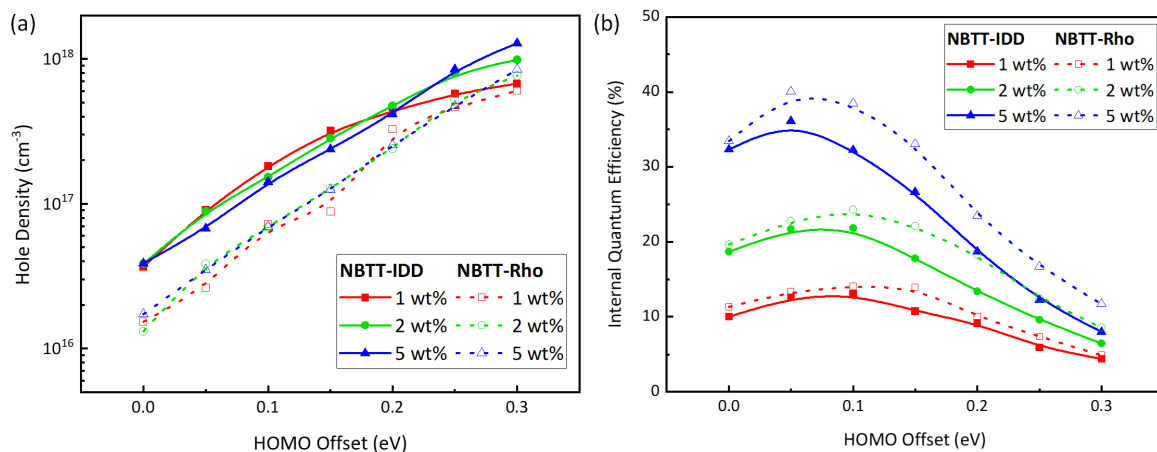 (a)
Hole Density (cm-3)
10^18
10^17
10^16
0.0 0.1 0.2 0.3
HOMO Offset (eV)
NBTT-IDD NBTT-Rho
1 wt% 1 wt%
2 wt% 2 wt%
5 wt% 5 wt%
(b)
Internal Quantum Efficiency (%)
50
40
30
20
10
0
0.0 0.1 0.2 0.3
HOMO Offset (eV)
NBTT-IDD NBTT-Rho
1 wt% 1 wt%
2 wt% 2 wt%
5 wt% 5 wt%